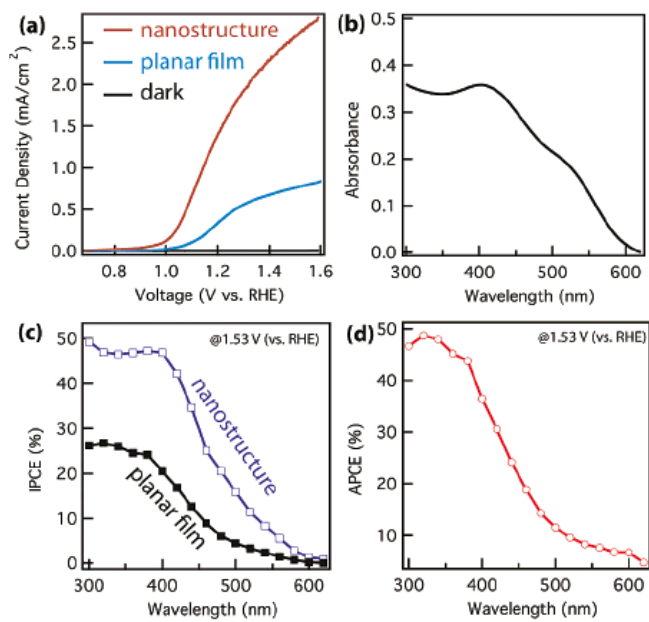 (a)
nanostructure
planar film
dark
Current Density (mA/cm²)
2.5
2.0
1.5
1.0
0.5
0.0
0.8 1.0 1.2 1.4 1.6
Voltage (V vs. RHE)
(b)
Abrsorbance
0.5
0.4
0.3
0.2
0.1
0.0
300 400 500 600
Wavelength (nm)
(c)
@1.53 V (vs. RHE)
nanostructure
planar film
IPCE (%)
50
40
30
20
10
0
300 400 500 600
Wavelength (nm)
(d)
@1.53 V (vs. RHE)
APCE (%)
50
40
30
20
10
300 400 500 600
Wavelength (nm)